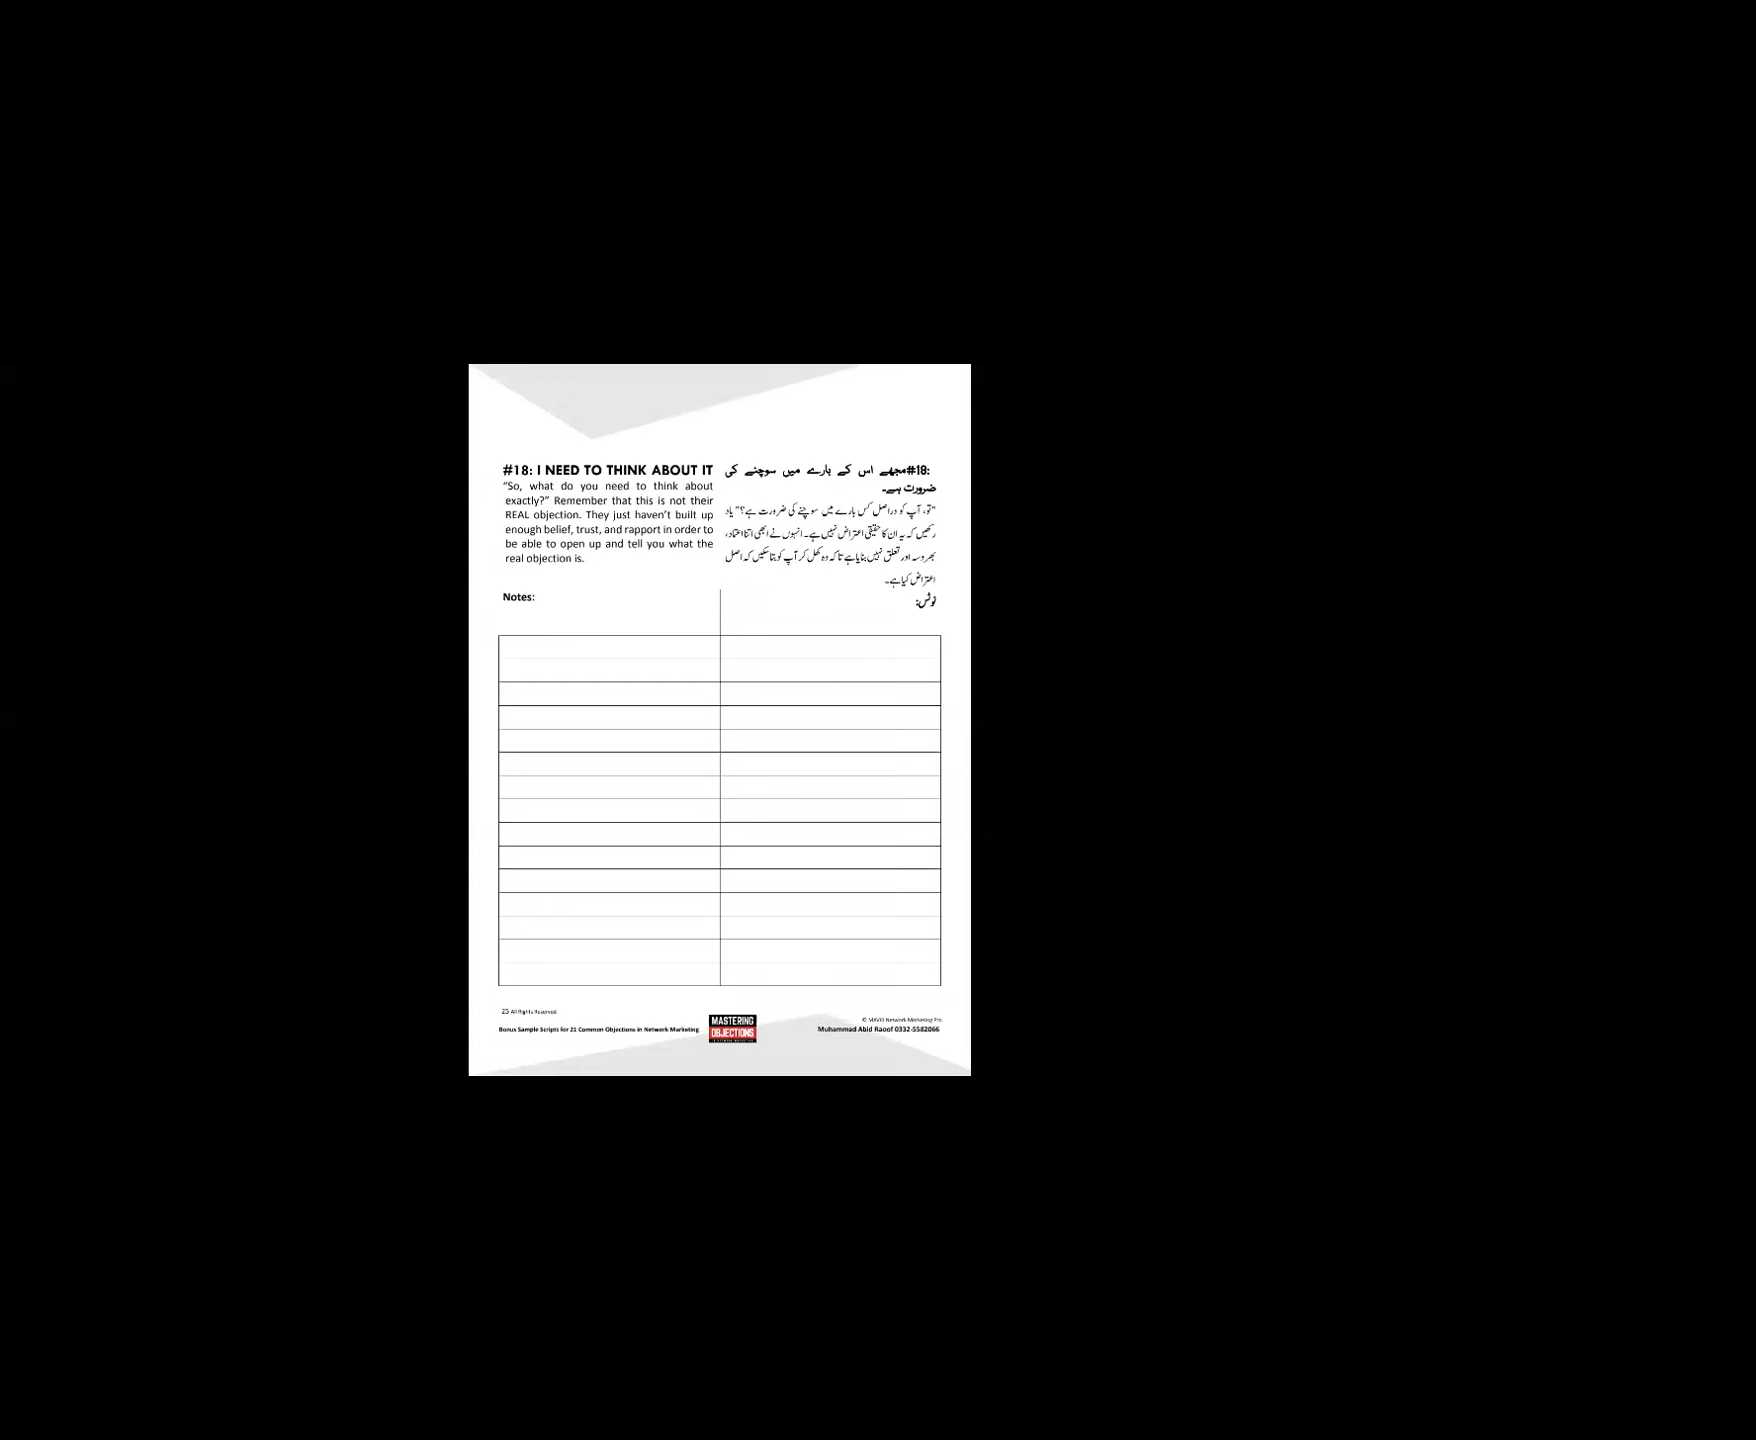 #18: I NEED TO THINK ABOUT IT
“So, what do you need to think about
exactly?” Remember that this is not their
REAL objection. They just haven’t built up
enough belief, trust, and rapport in order to
be able to open up and tell you what the
real objection is.
Notes:
#18: مجھے اس کے بارے میں سوچنے کی
ضرورت ہے۔
"تو، آپ کو دراصل کس بارے میں سوچنے کی ضرورت ہے؟" یاد
رکھیں کہ یہ ان کا حقیقی اعتراض نہیں ہے۔ انہوں نے ابھی اتنا اعتماد،
بھروسہ اور تعلق نہیں بنایا ہے تاکہ وہ کھل کر آپ کو بتا سکیں کہ اصل
اعتراض کیا ہے۔
نوٹس:
25 All Rights Reserved
Bonus Sample Scripts for 21 Common Objections in Network Marketing
MASTERING
OBJECTIONS
© MXVIII Network Marketing Pro
Muhammad Abid Raoof 0332-5582066